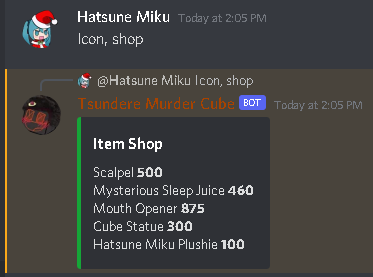 Hatsune Miku Today at 2:05 PM
Icon, shop
@Hatsune Miku Icon, shop
Tsundere Murder Cube BOT Today at 2:05 PM
Item Shop
Scalpel 500
Mysterious Sleep Juice 460
Mouth Opener 875
Cube Statue 300
Hatsune Miku Plushie 100